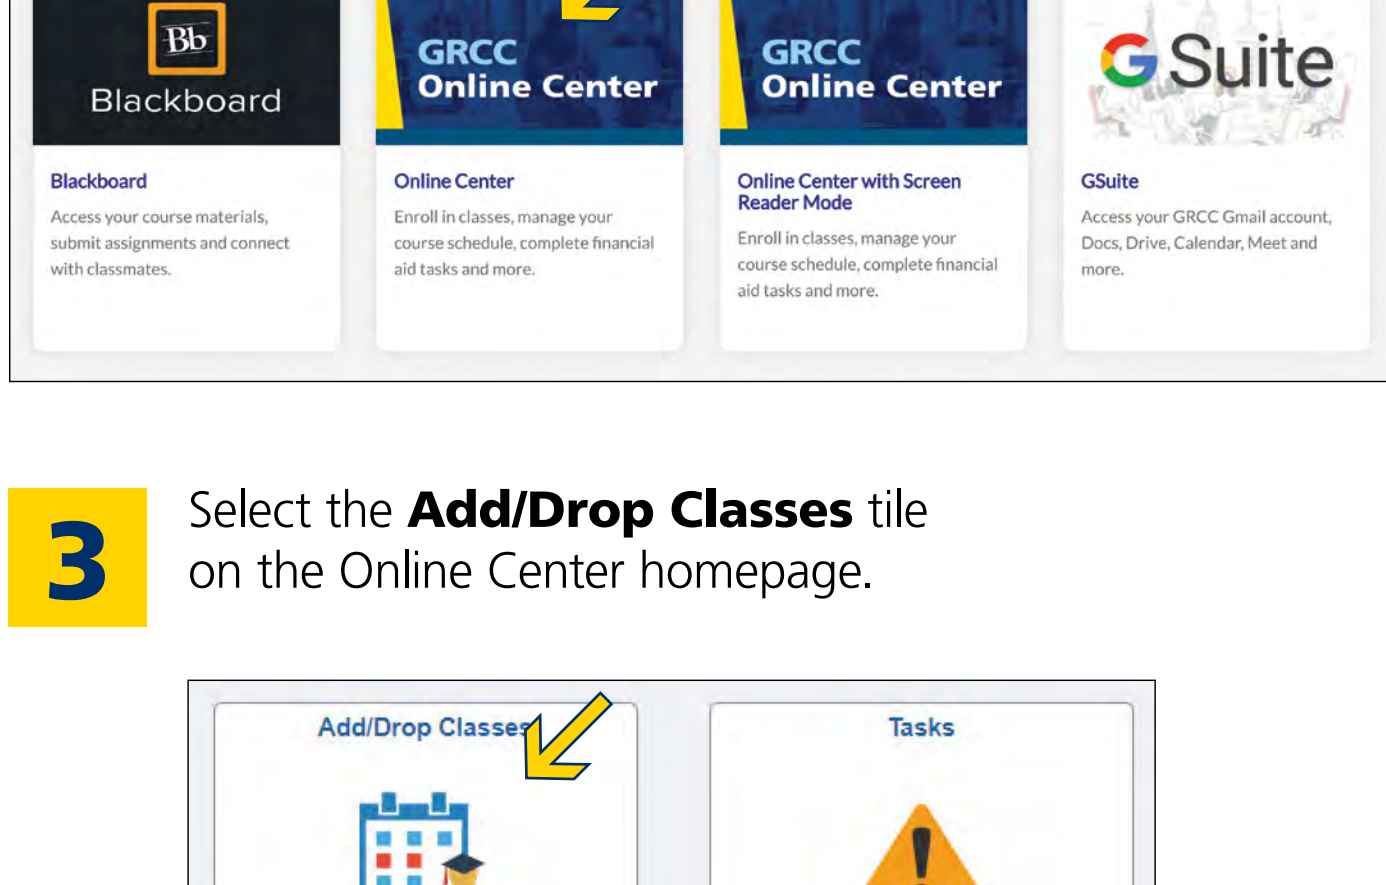 Bb
Blackboard
GRCC
Online Center
GRCC
Online Center
G Suite
Blackboard
Access your course materials,
submit assignments and connect
with classmates.
Online Center
Enroll in classes, manage your
course schedule, complete financial
aid tasks and more.
Online Center with Screen
Reader Mode
Enroll in classes, manage your
course schedule, complete financial
aid tasks and more.
GSuite
Access your GRCC Gmail account,
Docs, Drive, Calendar, Meet and
more.
3
Select the Add/Drop Classes tile
on the Online Center homepage.
Add/Drop Classes
Tasks